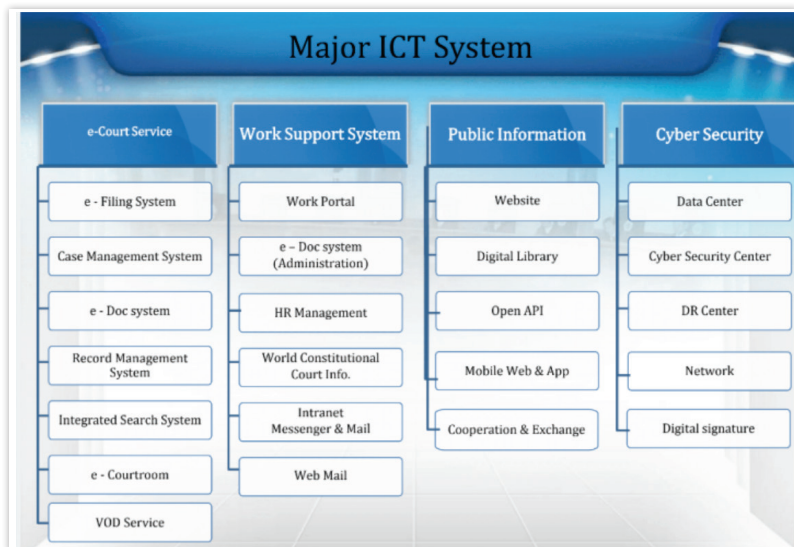 Major ICT System
e-Court Service
e - Filing System
Case Management System
e - Doc system
Record Management
System
Integrated Search System
e - Courtroom
VOD Service
Work Support System
Work Portal
e – Doc system
(Administration)
HR Management
World Constitutional
Court Info.
Intranet
Messenger & Mail
Web Mail
Public Information
Website
Digital Library
Open API
Mobile Web & App
Cooperation & Exchange
Cyber Security
Data Center
Cyber Security Center
DR Center
Network
Digital signature